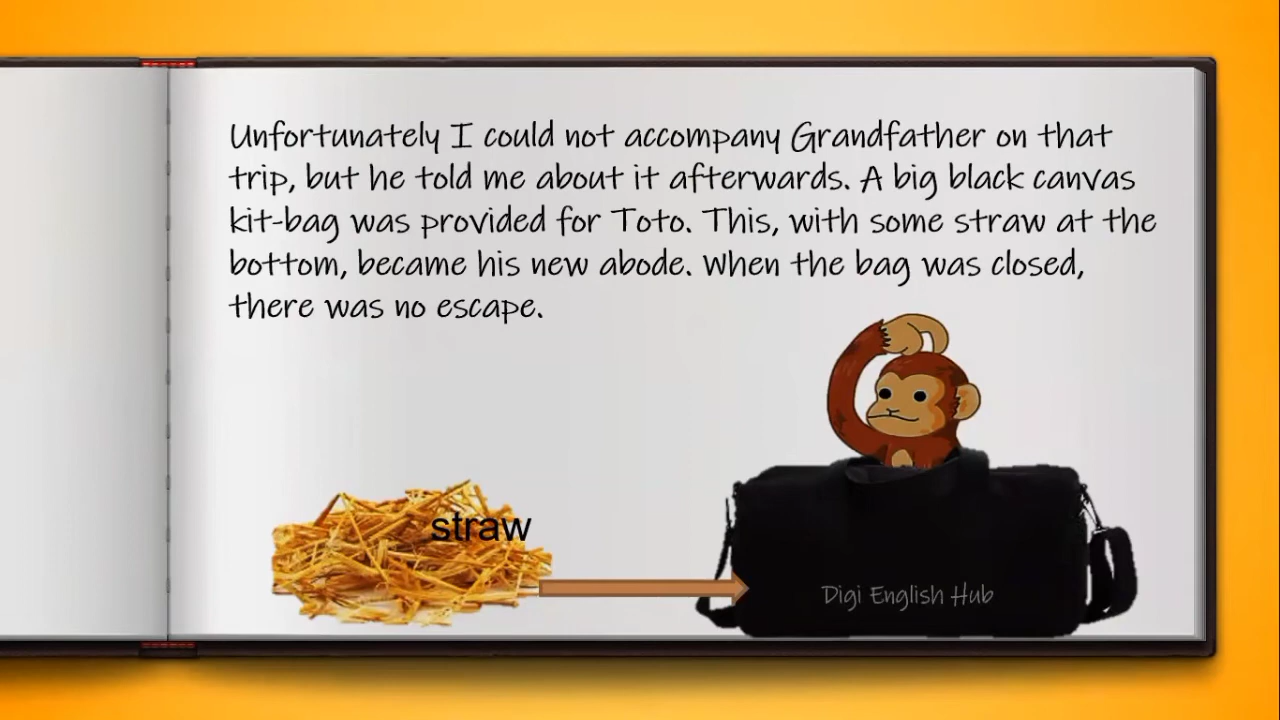 Unfortunately I could not accompany Grandfather on that
trip, but he told me about it afterwards. A big black canvas
kit-bag was provided for Toto. This, with some straw at the
bottom, became his new abode. When the bag was closed,
there was no escape.
straw
Digi English Hub